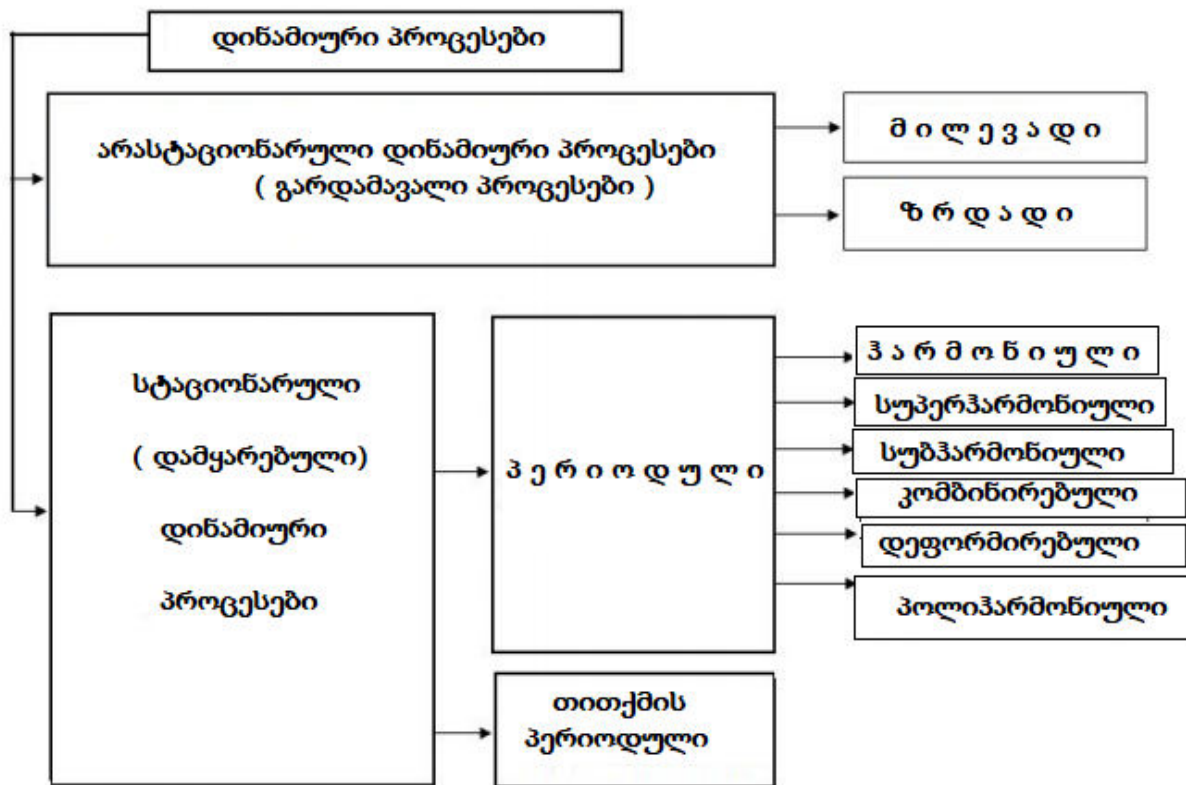 დინამიური პროცესები
არასტაციონარული დინამიური პროცესები
( გარდამავალი პროცესები )
მ ი ლ ე ვ ა დ ი
ზ რ დ ა დ ი
სტაციონარული
( დამყარებული)
დინამიური
პროცესები
პ ე რ ი ო დ უ ლ ი
ჰ ა რ მ ო ნ ი უ ლ ი
სუპერჰარმონიული
სუბჰარმონიული
კომბინირებული
დეფორმირებული
პოლიჰარმონიული
თითქმის
პერიოდული